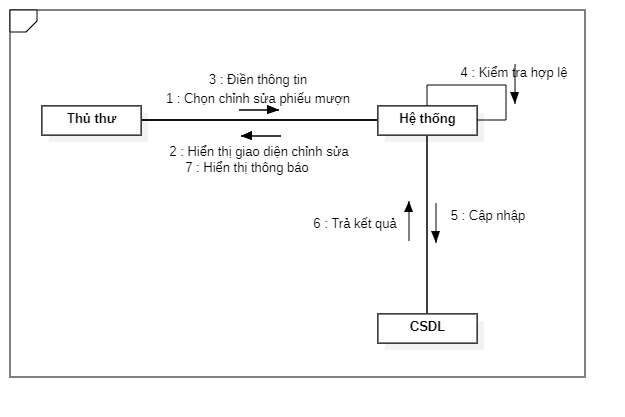 4 : Kiểm tra hợp lệ
3 : Điền thông tin
1 : Chọn chỉnh sửa phiếu mượn
Thủ thư
Hệ thống
2 : Hiển thị giao diện chỉnh sửa
7 : Hiển thị thông báo
5 : Cập nhập
6 : Trả kết quả
CSDL